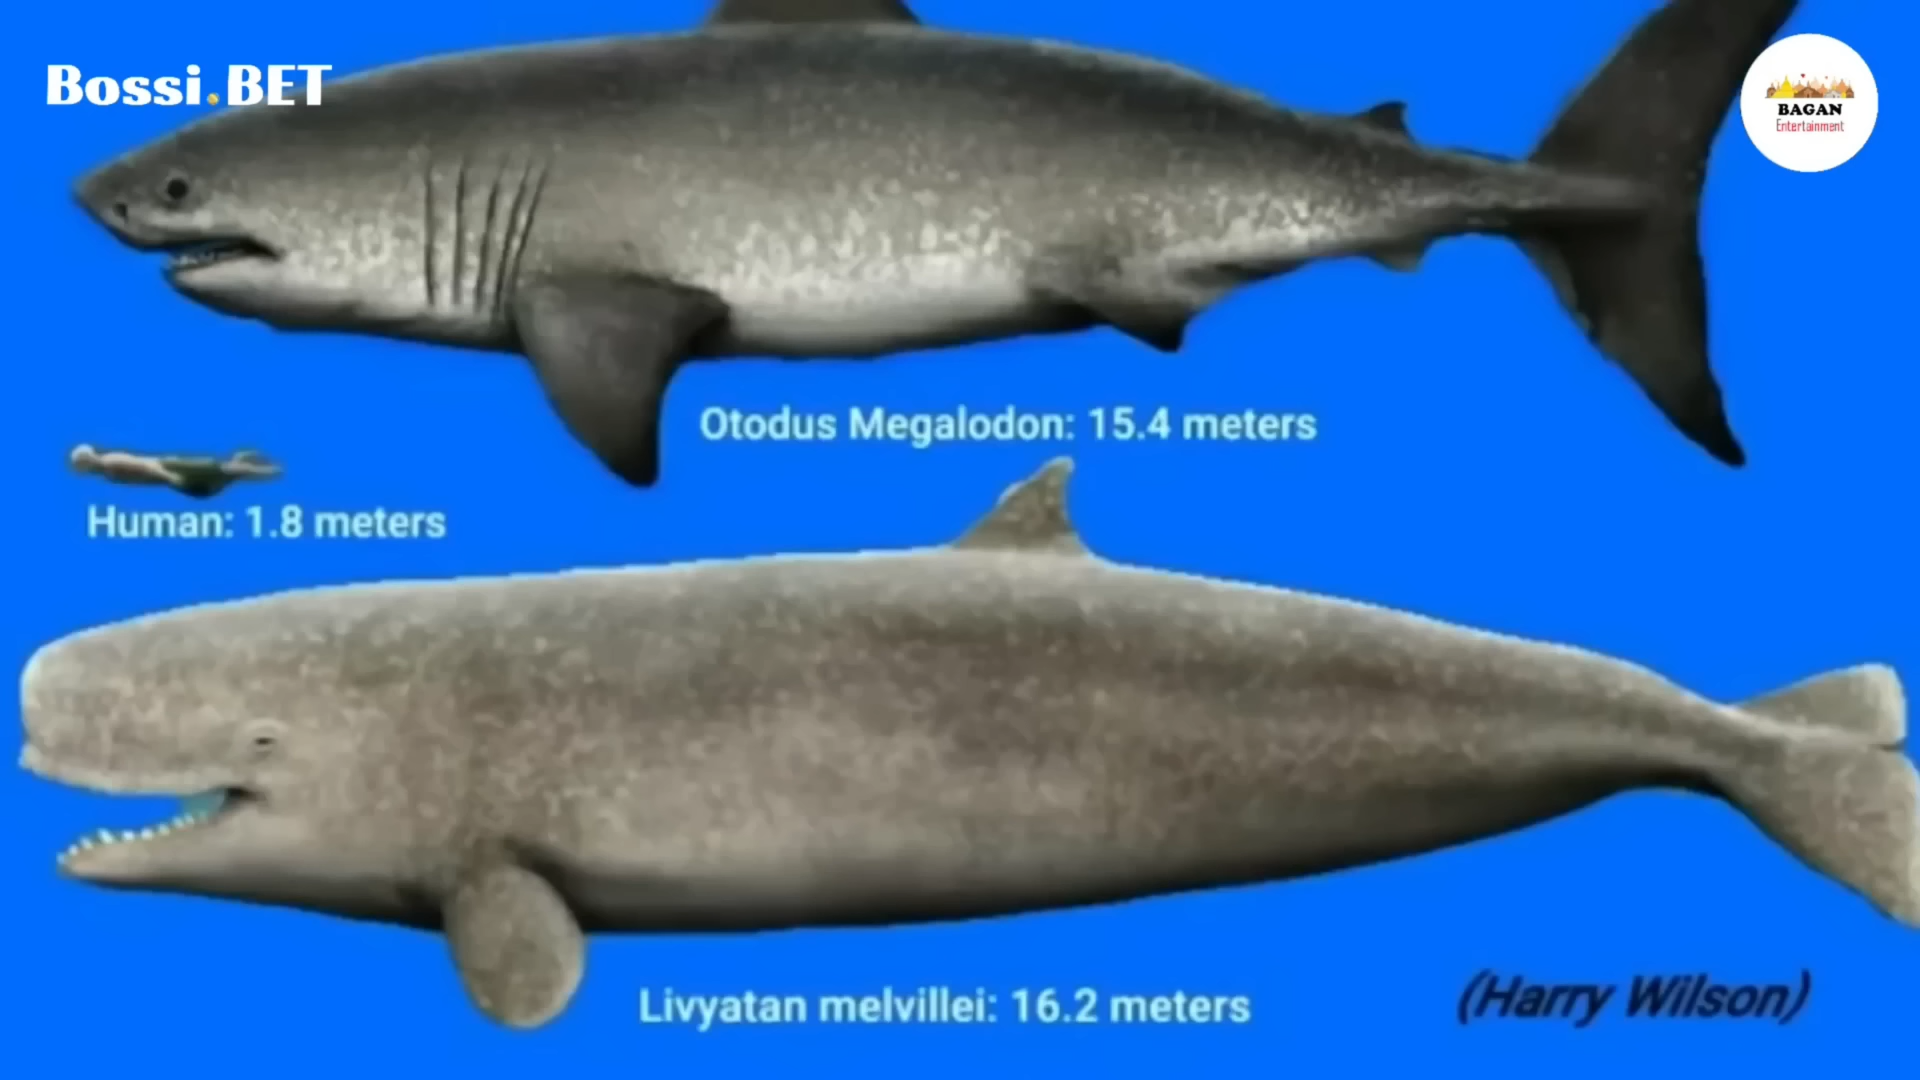 Bossi.BET
BAGAN
Entertainment
Otodus Megalodon: 15.4 meters
Human: 1.8 meters
Livyatan melvillei: 16.2 meters
(Harry Wilson)